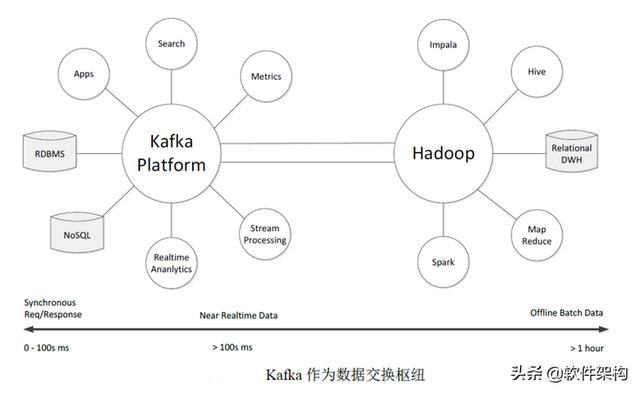 Search
Apps
Metrics
Kafka
Platform
RDBMS
NoSQL
Realtime
Ananlytics
Stream
Processing
Impala
Hive
Hadoop
Relational
DWH
Map
Reduce
Spark
Synchronous
Req/Response
Near Realtime Data
Offline Batch Data
0 - 100s ms
> 100s ms
> 1 hour
Kafka 作为数据交换枢纽
头条 @软件架构